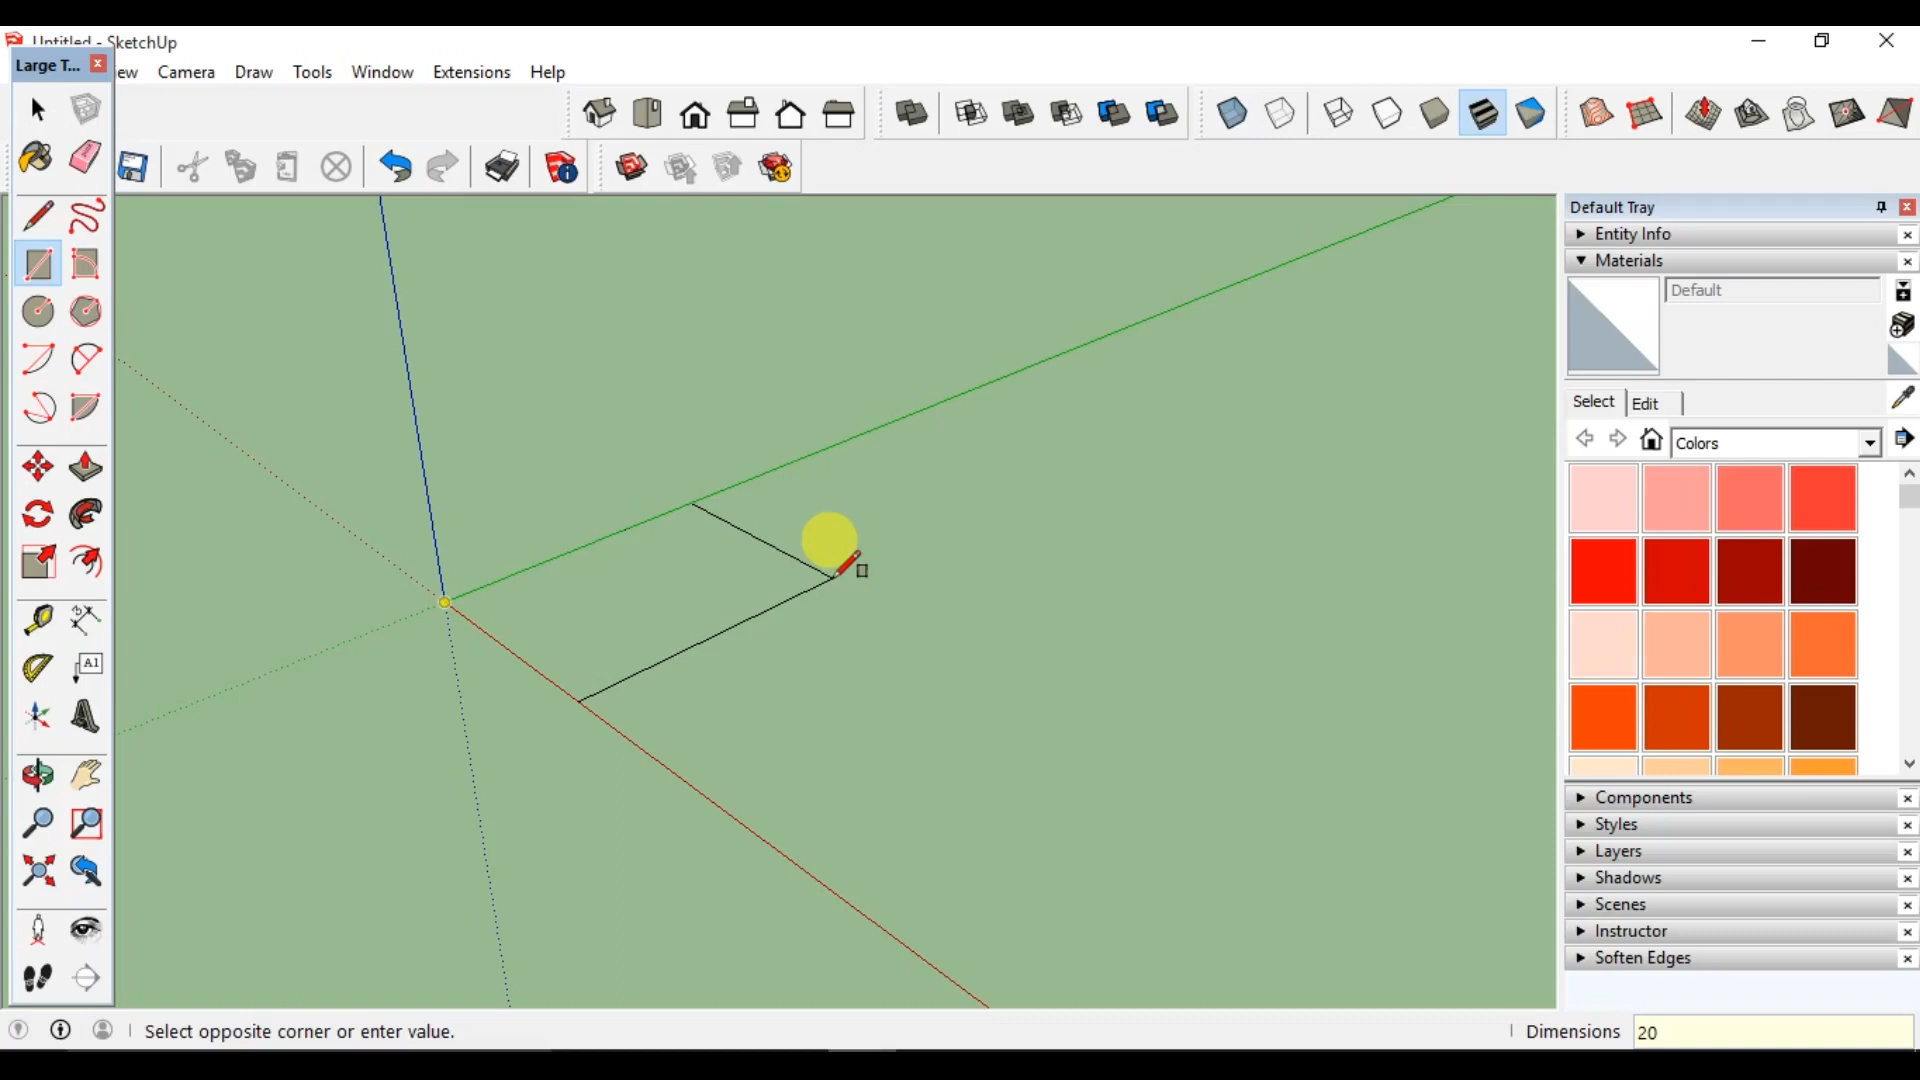 Untitled - SketchUp
Large T...
ew Camera Draw Tools Window Extensions Help
Default Tray
Entity Info
Materials
Default
Select Edit
Colors
A1
Components
Styles
Layers
Shadows
Scenes
Instructor
Soften Edges
Select opposite corner or enter value.
Dimensions 20